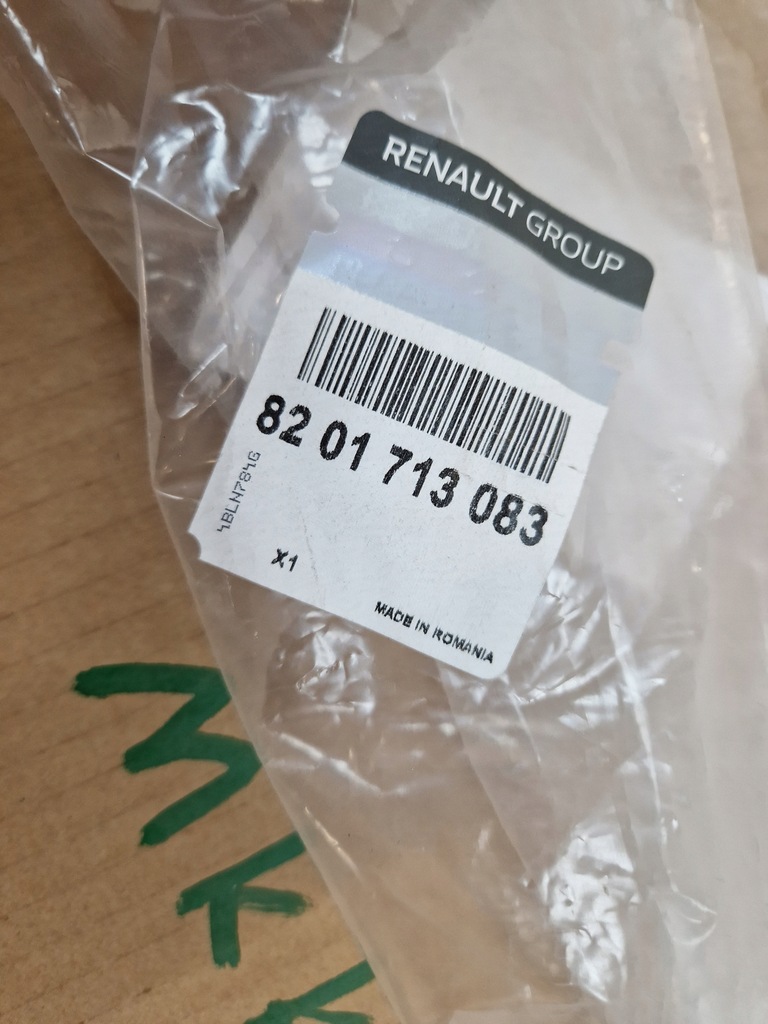 RENAULT GROUP
82 01 713 083
4BLN784G
X1
MADE IN ROMANIA